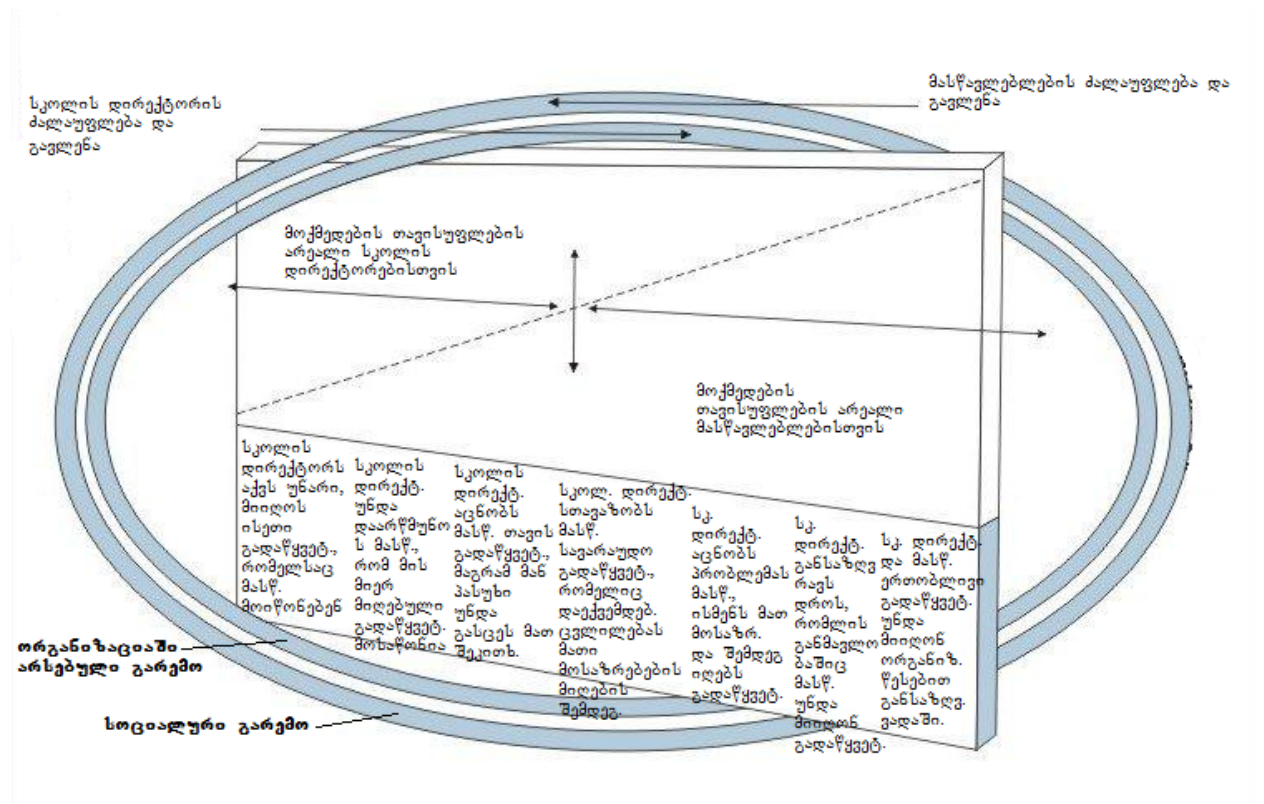 სკოლის დირექტორის
ძალაუფლება და
გავლენა
მასწავლებლების ძალაუფლება და
გავლენა
მოქმედების თავისუფლების
არეალი სკოლის
დირექტორებისთვის
მოქმედების
თავისუფლების არეალი
მასწავლებლებისთვის
სკოლის
დირექტორს
აქვს უნარი,
მიიღოს
ისეთი
გადაწყვეტ.,
რომელსაც
მასწ.
მოიწონებენ
სკოლის
დირექტ.
უნდა
დაარწმუნო
ს მასწ.,
რომ მის
მიერ
მიღებული
გადაწყვეტ.
მოსაწონია
სკოლის
დირექტ.
აცნობს
მასწ. თავის
გადაწყვეტ.,
მაგრამ მან
პასუხი
უნდა
გასცეს მათ
შეკითხ.
სკოლ. დირექტ.
სთავაზობს
მასწ.
სავარაუდო
გადაწყვეტ.,
რომელიც
დაექვემდებ.
ცვლილებას
მათი
მოსაზრებების
მიღების
შემდეგ.
სკ.
დირექტ.
აცნობს
პრობლემას
მასწ.,
ისმენს მათ
მოსაზრ.
და შემდეგ
იღებს
გადაწყვეტ.
სკ.
დირექტ.
განსაზღვ
რავს
დროს,
რომლის
განმავლო
ბაშიც
მასწ.
უნდა
მიიღონ
გადაწყვეტ.
სკ. დირექტ.
და მასწ.
ერთობლივი
გადაწყვეტ.
უნდა
მიიღონ
ორგანიზ.
წესებით
განსაზღვ.
ვადაში.
ორგანიზაციაში
არსებული გარემო
სოციალური გარემო